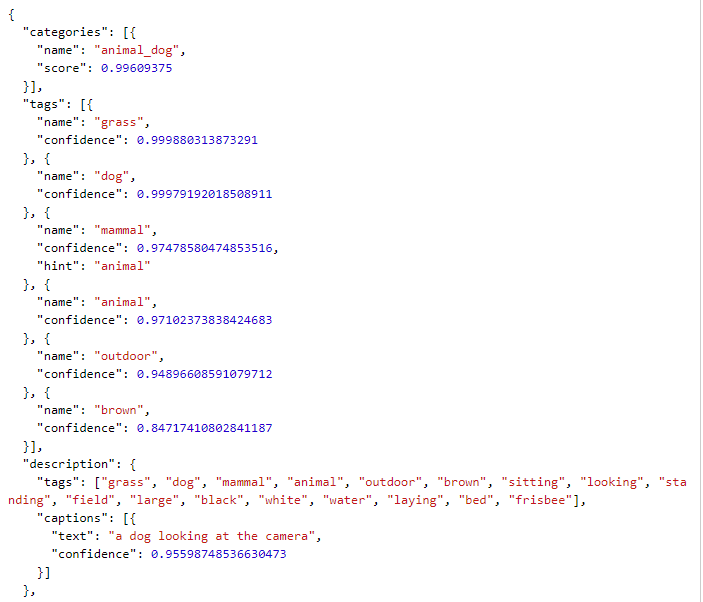 {
  "categories": [{
    "name": "animal_dog",
    "score": 0.99609375
  }],
  "tags": [{
    "name": "grass",
    "confidence": 0.999880313873291
  }, {
    "name": "dog",
    "confidence": 0.99979192018508911
  }, {
    "name": "mammal",
    "confidence": 0.97478580474853516,
    "hint": "animal"
  }, {
    "name": "animal",
    "confidence": 0.97102373838424683
  }, {
    "name": "outdoor",
    "confidence": 0.94896608591079712
  }, {
    "name": "brown",
    "confidence": 0.84717410802841187
  }],
  "description": {
    "tags": ["grass", "dog", "mammal", "animal", "outdoor", "brown", "sitting", "looking", "sta
nding", "field", "large", "black", "white", "water", "laying", "bed", "frisbee"],
    "captions": [{
      "text": "a dog looking at the camera",
      "confidence": 0.95598748536630473
    }]
  },